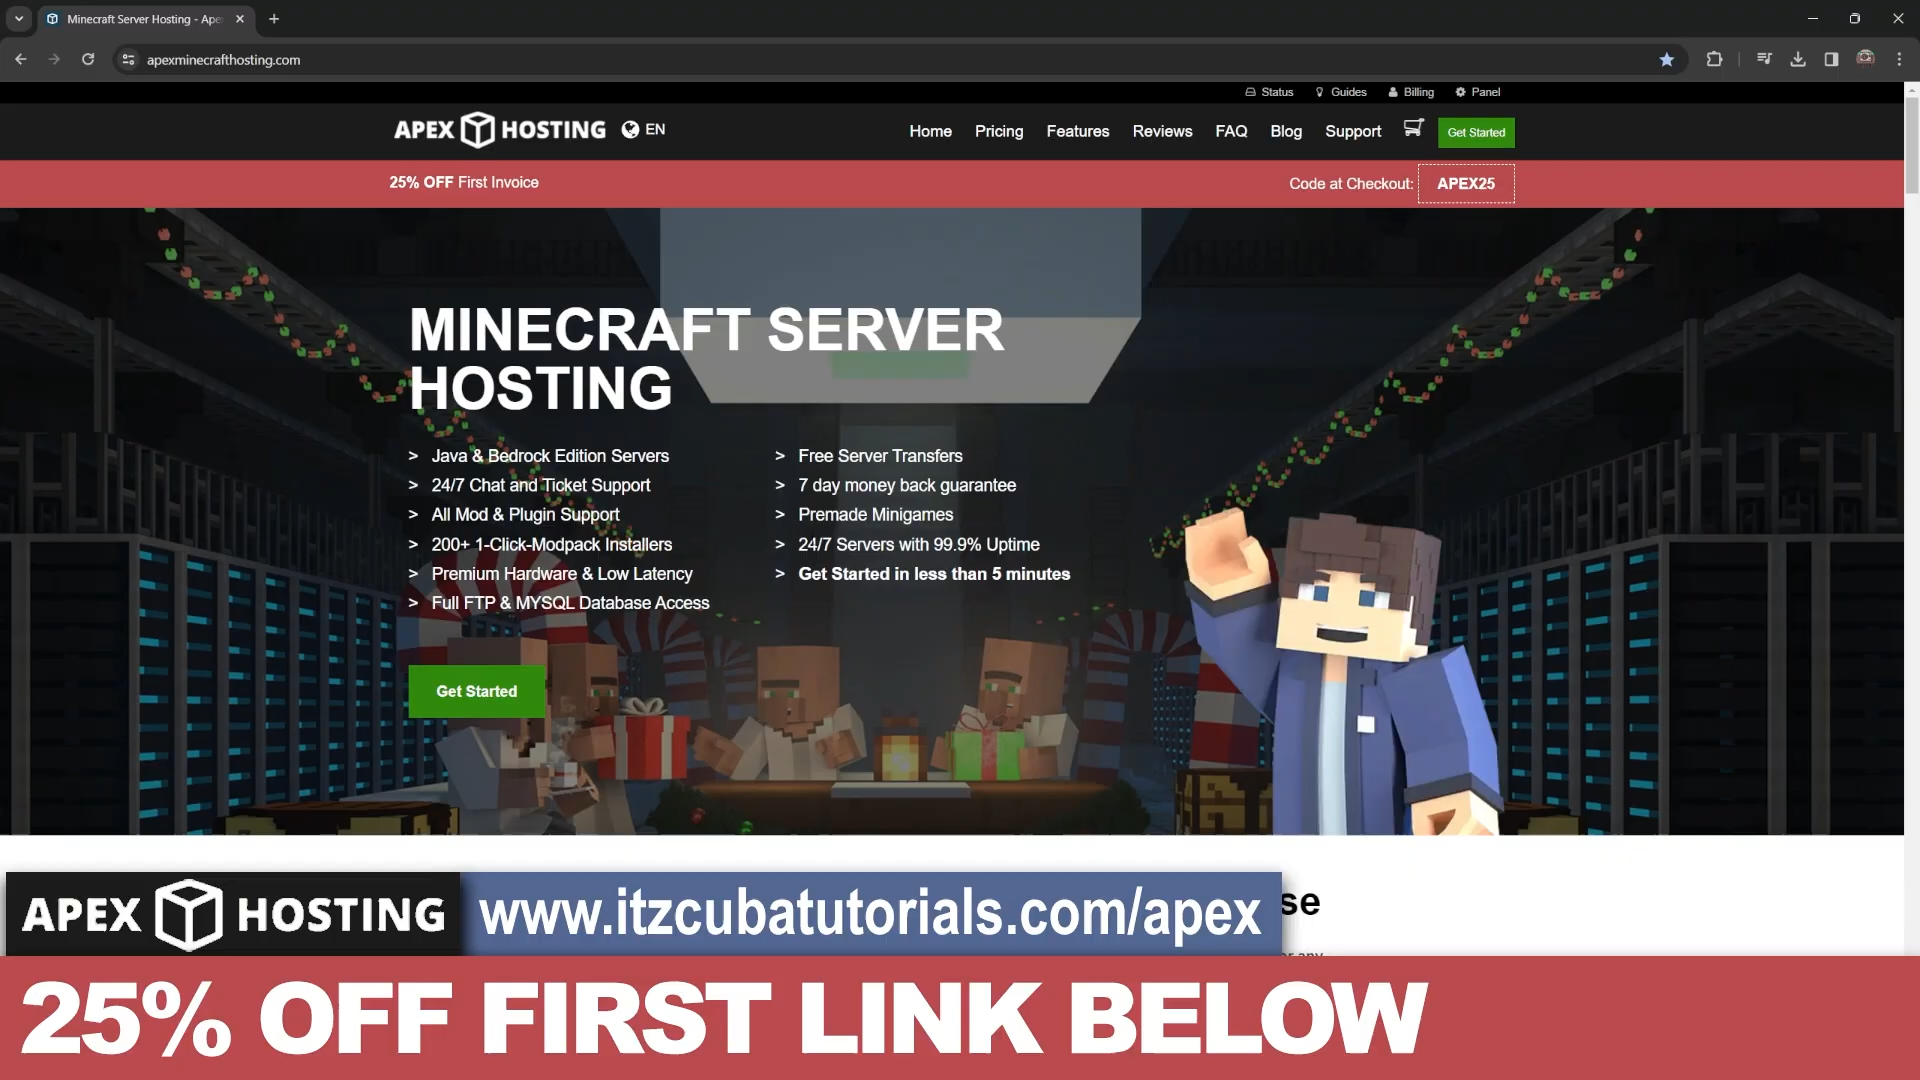 Minecraft Server Hosting - Ape
apexminecrafthosting.com
Status Guides Billing Panel
APEX HOSTING EN
Home Pricing Features Reviews FAQ Blog Support Get Started
25% OFF First Invoice
Code at Checkout: APEX25
MINECRAFT SERVER
HOSTING
> Java & Bedrock Edition Servers
> 24/7 Chat and Ticket Support
> All Mod & Plugin Support
> 200+ 1-Click-Modpack Installers
> Premium Hardware & Low Latency
> Full FTP & MYSQL Database Access
> Free Server Transfers
> 7 day money back guarantee
> Premade Minigames
> 24/7 Servers with 99.9% Uptime
> Get Started in less than 5 minutes
Get Started
se
APEX HOSTING www.itzcubatutorials.com/apex
25% OFF FIRST LINK BELOW